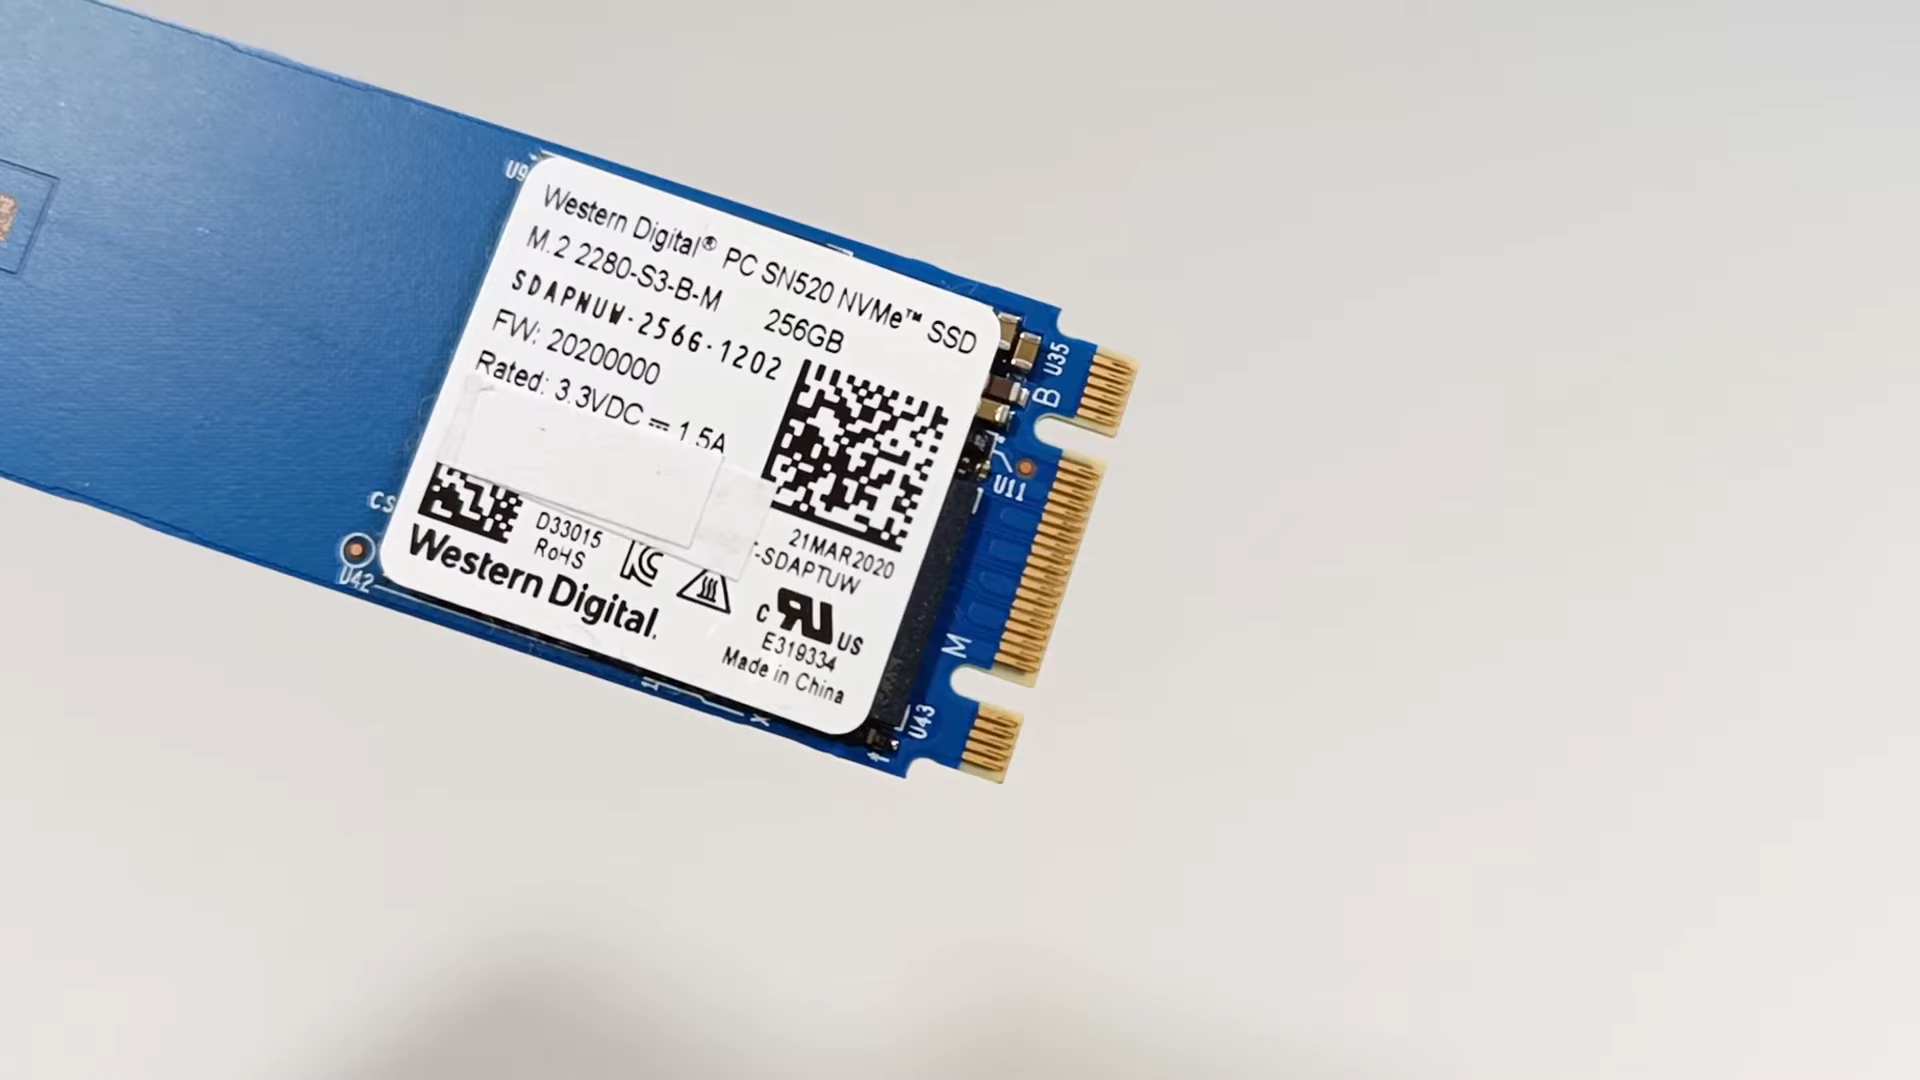 U9
Western Digital® PC SN520 NVMe™ SSD
M.2 2280-S3-B-M 256GB
SDAPNUW-256G-1202
FW: 20200000
Rated: 3.3VDC ⎓ 1.5A
21MAR2020
-SDAPTUW
D33015
RoHS
Western Digital.
c RU US
E319334
Made in China
U35
B
U11
M
U43
CS
U42